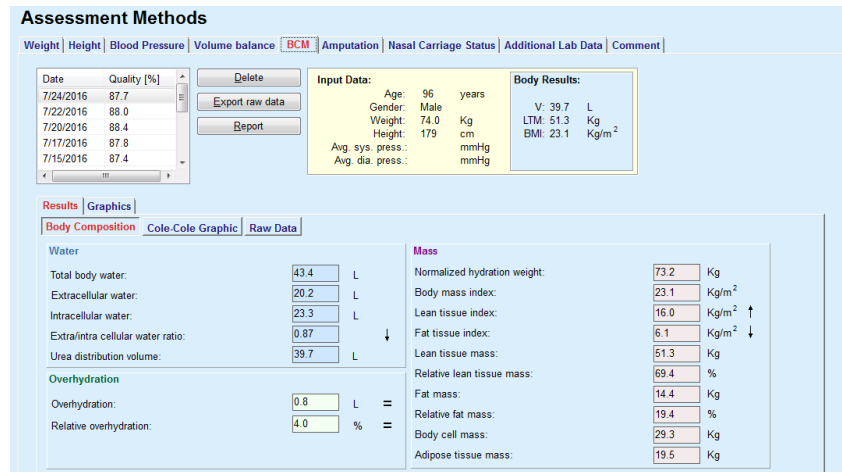 Assessment Methods
Weight Height Blood Pressure Volume balance BCM Amputation Nasal Carriage Status Additional Lab Data Comment
Date Quality [%]
7/24/2016 87.7
7/22/2016 88.0
7/20/2016 88.4
7/17/2016 87.8
7/15/2016 87.4
Delete
Export raw data
Report
Input Data:
Age: 96 years
Gender: Male
Weight: 74.0 Kg
Height: 179 cm
Avg. sys. press.: mmHg
Avg. dia. press.: mmHg
Body Results:
V: 39.7 L
LTM: 51.3 Kg
BMI: 23.1 Kg/m²
Results Graphics
Body Composition Cole-Cole Graphic Raw Data
Water
Total body water: 43.4 L
Extracellular water: 20.2 L
Intracellular water: 23.3 L
Extra/intra cellular water ratio: 0.87 ↓
Urea distribution volume: 39.7 L
Overhydration
Overhydration: 0.8 L =
Relative overhydration: 4.0 % =
Mass
Normalized hydration weight: 73.2 Kg
Body mass index: 23.1 Kg/m²
Lean tissue index: 16.0 Kg/m² ↑
Fat tissue index: 6.1 Kg/m² ↓
Lean tissue mass: 51.3 Kg
Relative lean tissue mass: 69.4 %
Fat mass: 14.4 Kg
Relative fat mass: 19.4 %
Body cell mass: 29.3 Kg
Adipose tissue mass: 19.5 Kg